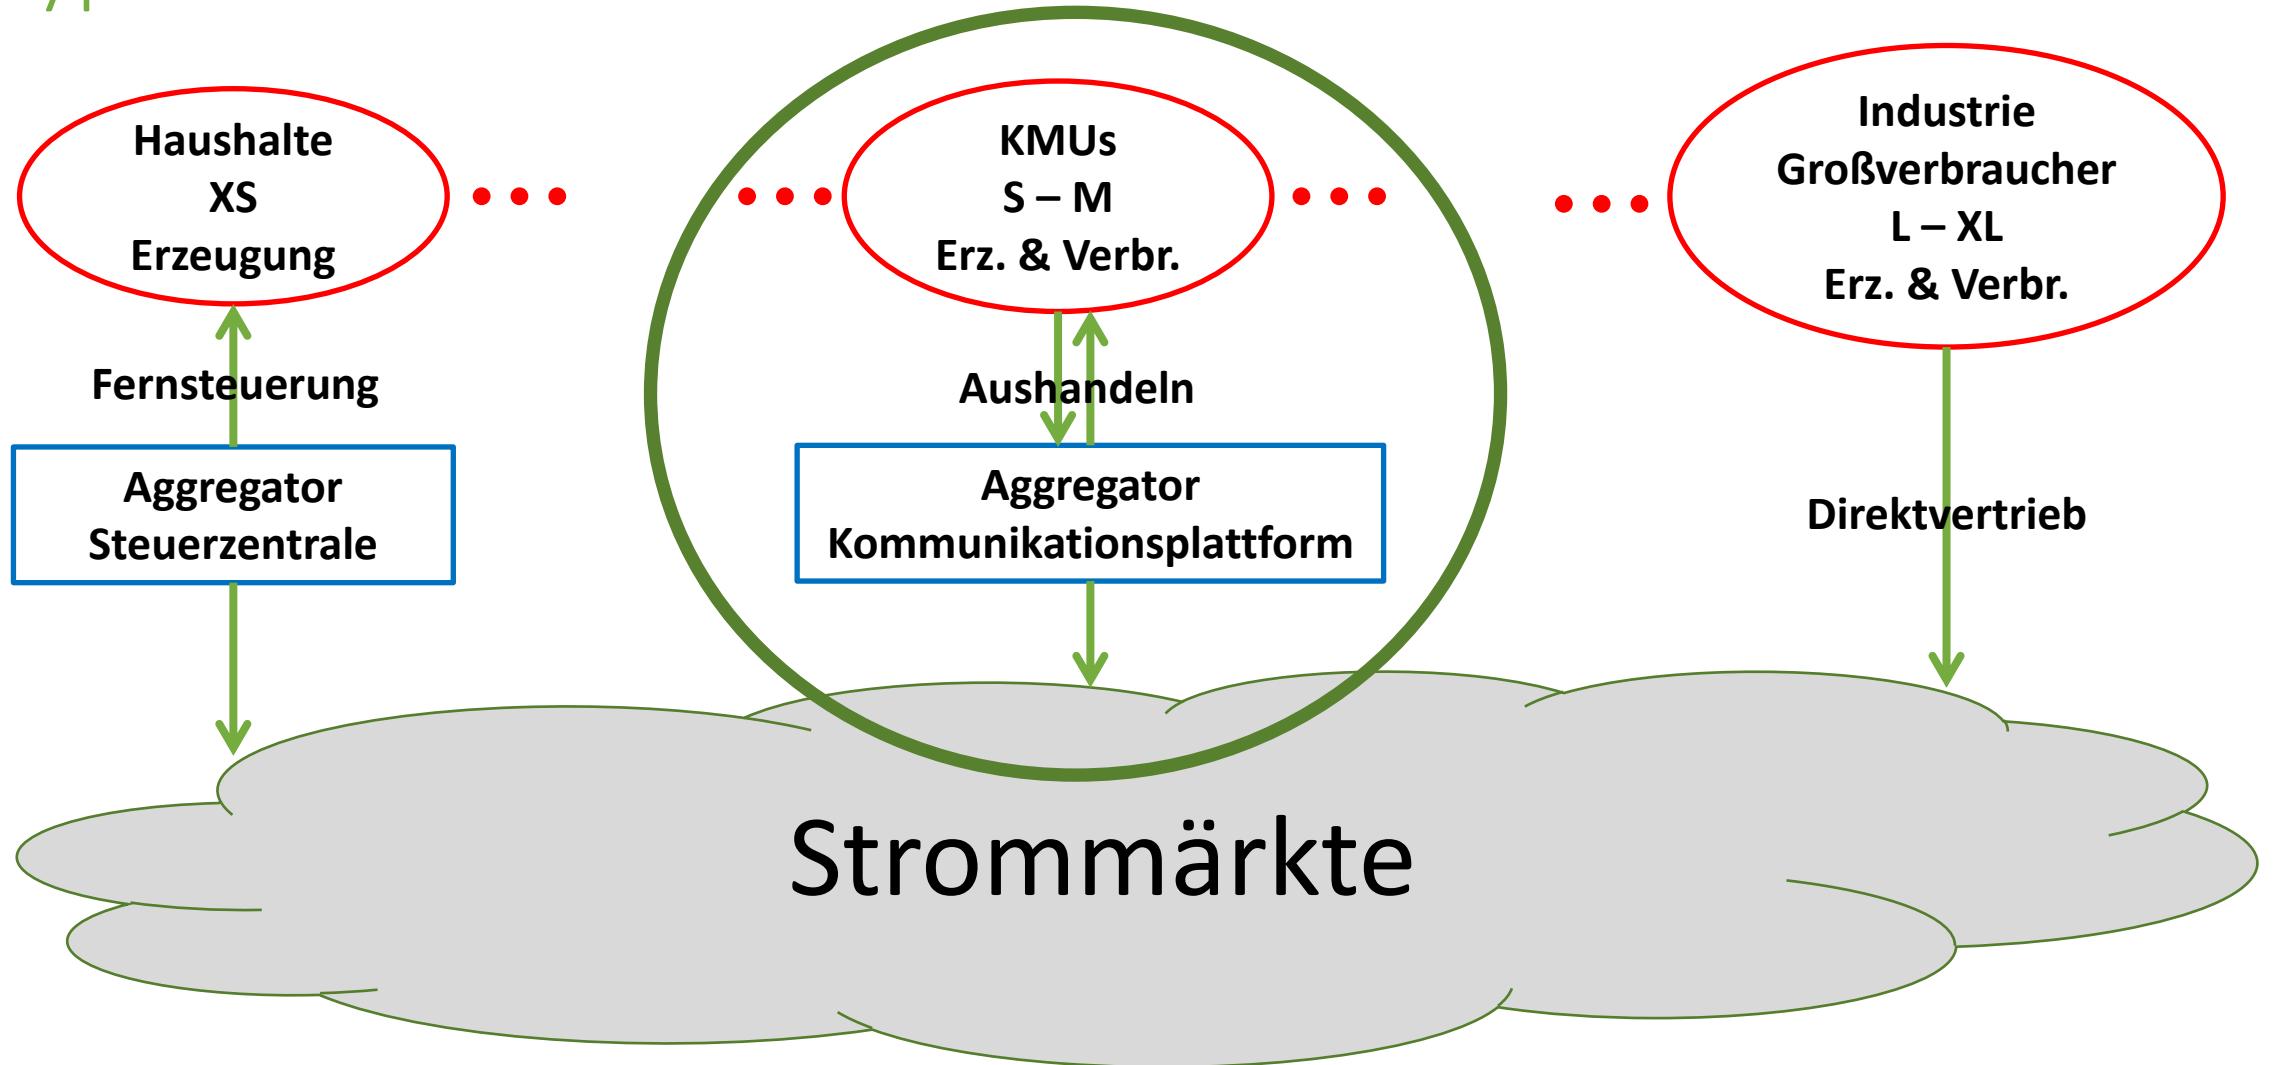 Haushalte
XS
Erzeugung
KMUs
S – M
Erz. & Verbr.
Industrie
Großverbraucher
L – XL
Erz. & Verbr.
Fernsteuerung
Aushandeln
Direktvertrieb
Aggregator
Steuerzentrale
Aggregator
Kommunikationsplattform
Strommärkte